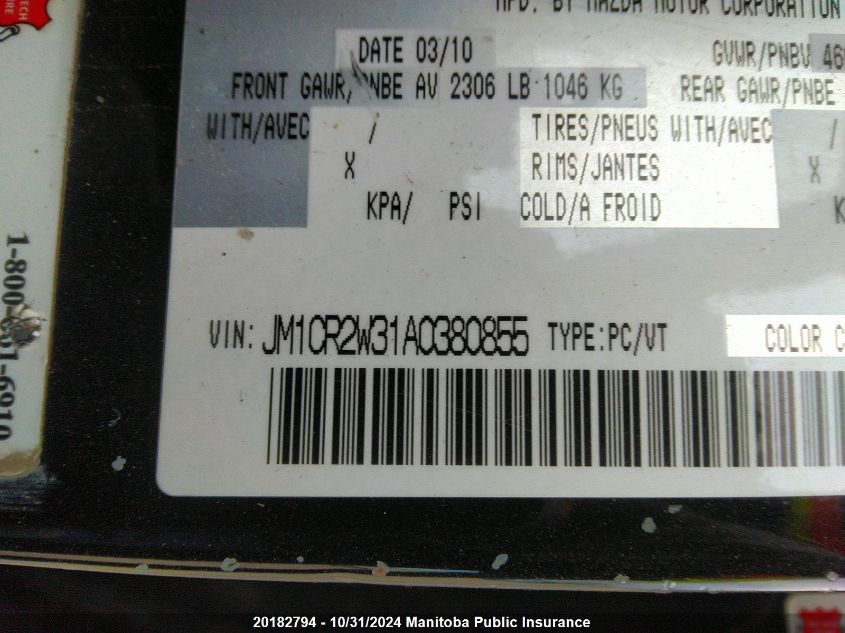 TECH
MFD. BY MAZDA MOTOR CORPORATION
DATE 03/10
GVWR/PNBV
FRONT GAWR/PNBE AV 2306 LB 1046 KG
REAR GAWR/PNBE
WITH/AVEC /
TIRES/PNEUS WITH/AVEC /
X
RIMS/JANTES
X
KPA/ PSI
COLD/A FROID
K
VIN: JM1CR2W31A0380855 TYPE:PC/VT
COLOR C
20182794 - 10/31/2024 Manitoba Public Insurance